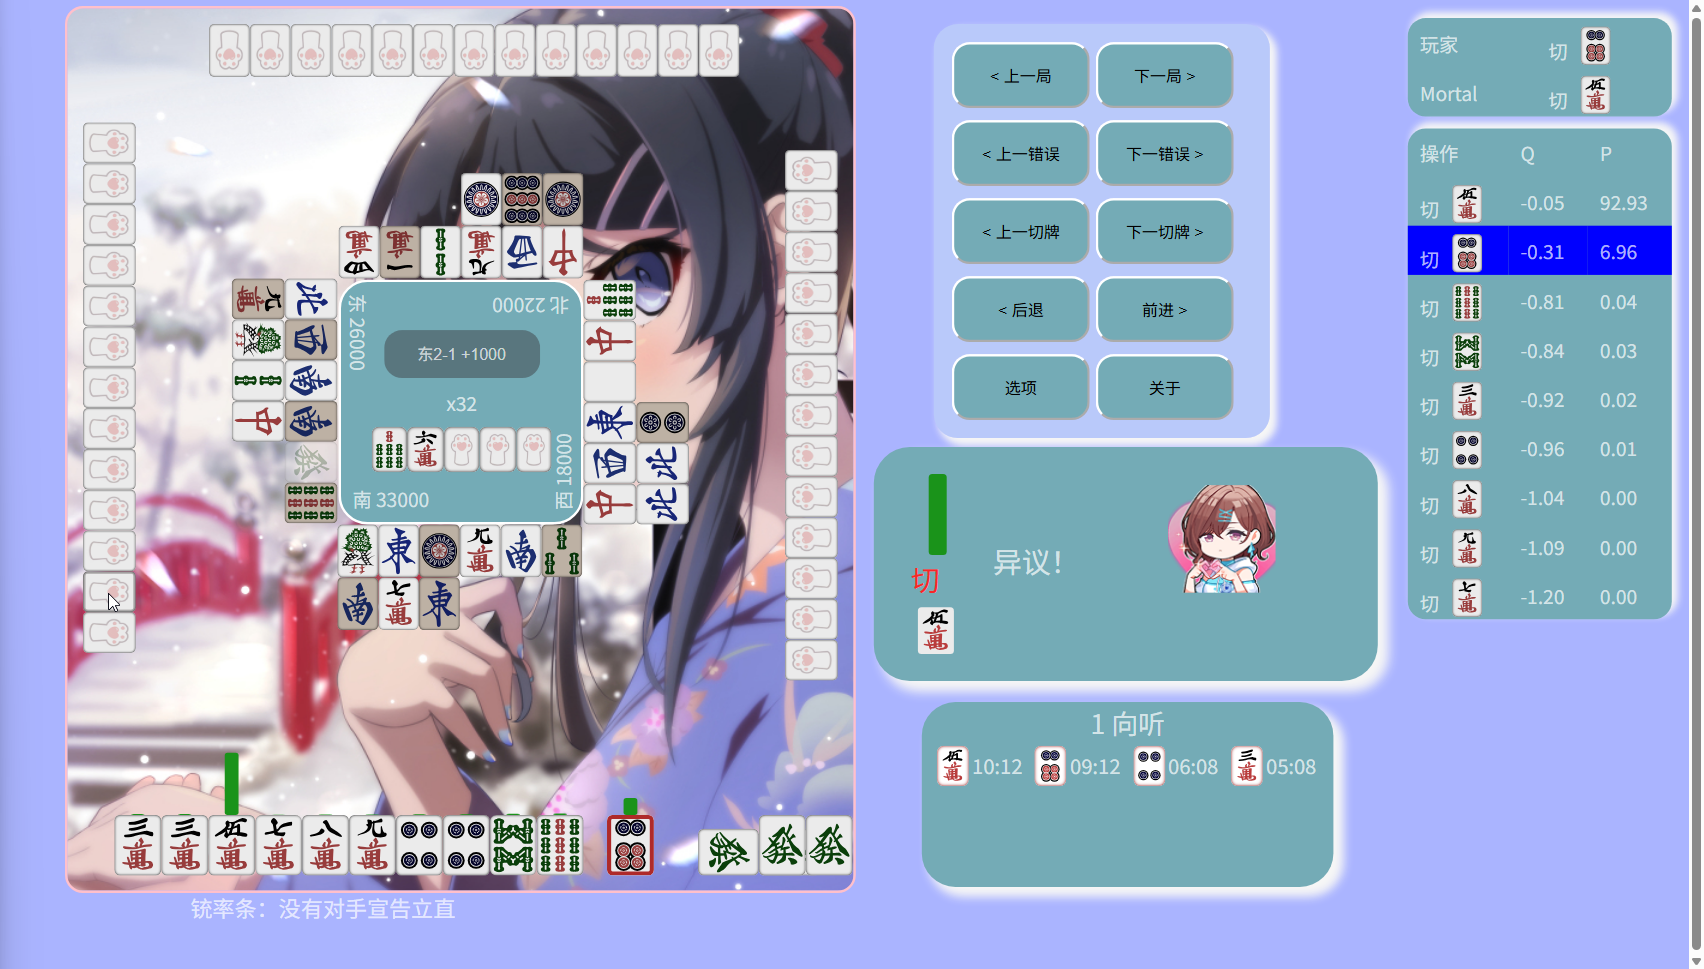 东 26000
北 22000
东2-1 +1000
x32
南 33000
西 18000
铳率条：没有对手宣告立直
< 上一局
下一局 >
< 上一错误
下一错误 >
< 上一切牌
下一切牌 >
< 后退
前进 >
选项
关于
切
异议！
1 向听
10:12
09:12
06:08
05:08
玩家
切
Mortal
切
操作 Q P
切 -0.05 92.93
切 -0.31 6.96
切 -0.81 0.04
切 -0.84 0.03
切 -0.92 0.02
切 -0.96 0.01
切 -1.04 0.00
切 -1.09 0.00
切 -1.20 0.00